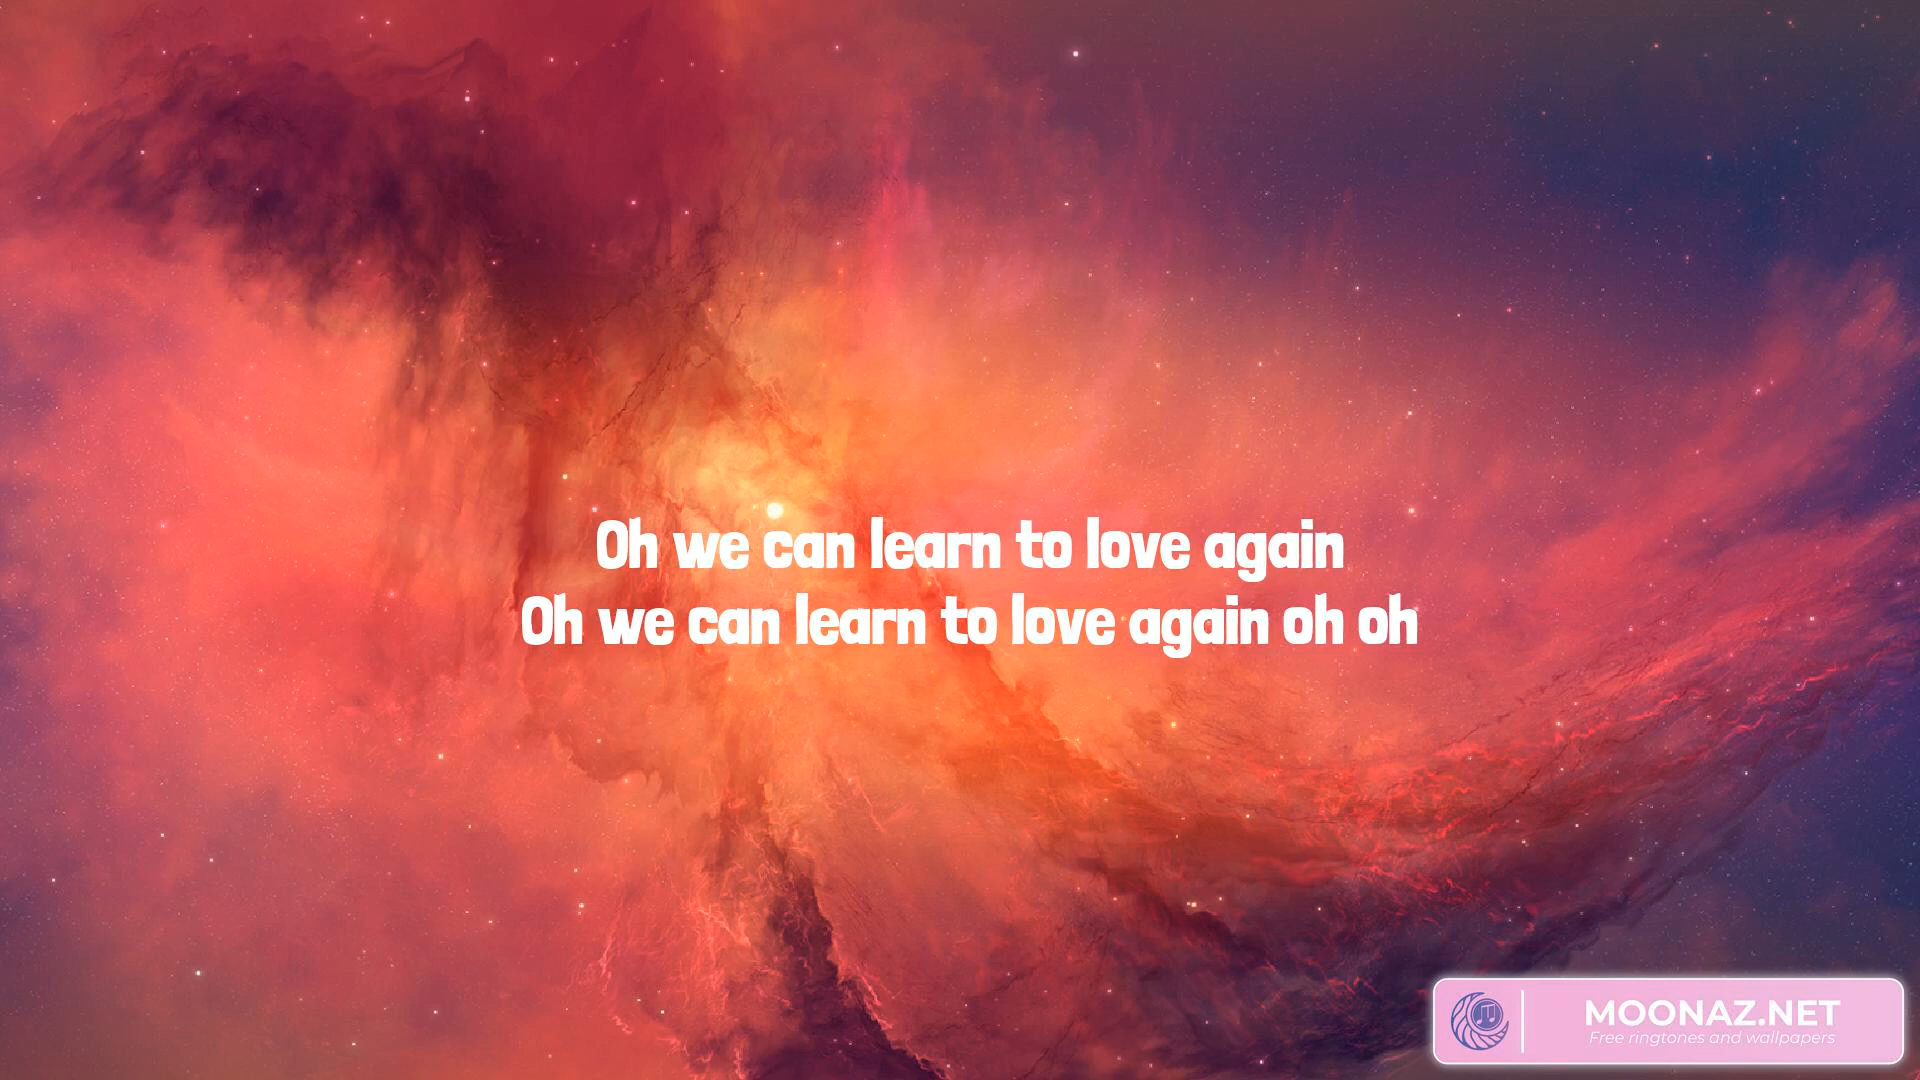 Oh we can learn to love again
Oh we can learn to love again oh oh
MOONAZ.NET
Free ringtones and wallpapers